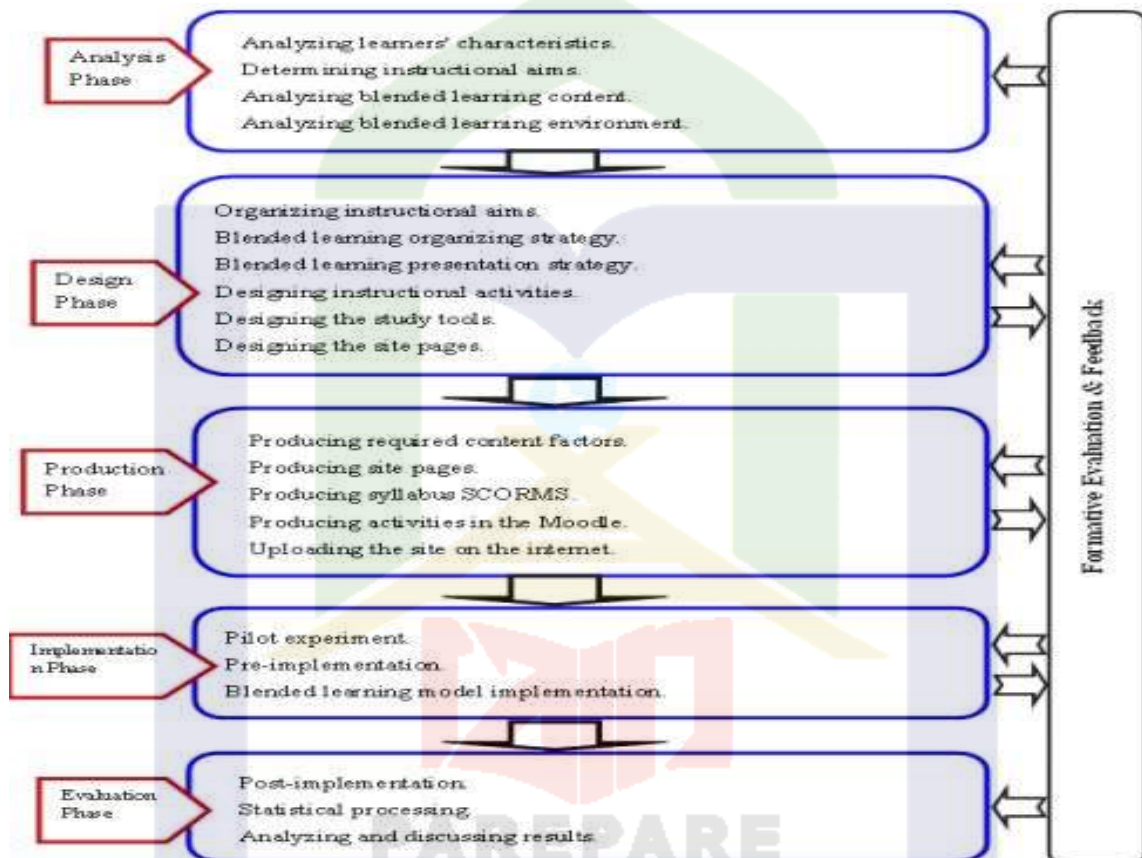 Analysis
Phase
Analyzing learners' characteristics.
Determining instructional aims.
Analyzing blended learning content.
Analyzing blended learning environment.
Design
Phase
Organizing instructional aims.
Blended learning organizing strategy.
Blended learning presentation strategy.
Designing instructional activities.
Designing the study tools.
Designing the site pages.
Production
Phase
Producing required content factors.
Producing site pages.
Producing syllabus SCORMS.
Producing activities in the Moodle.
Uploading the site on the internet.
Implementatio
n Phase
Pilot experiment.
Pre-implementation.
Blended learning model implementation.
Evaluation
Phase
Post-implementation.
Statistical processing.
Analyzing and discussing results.
Formative Evaluation & Feedback
PAREPARE